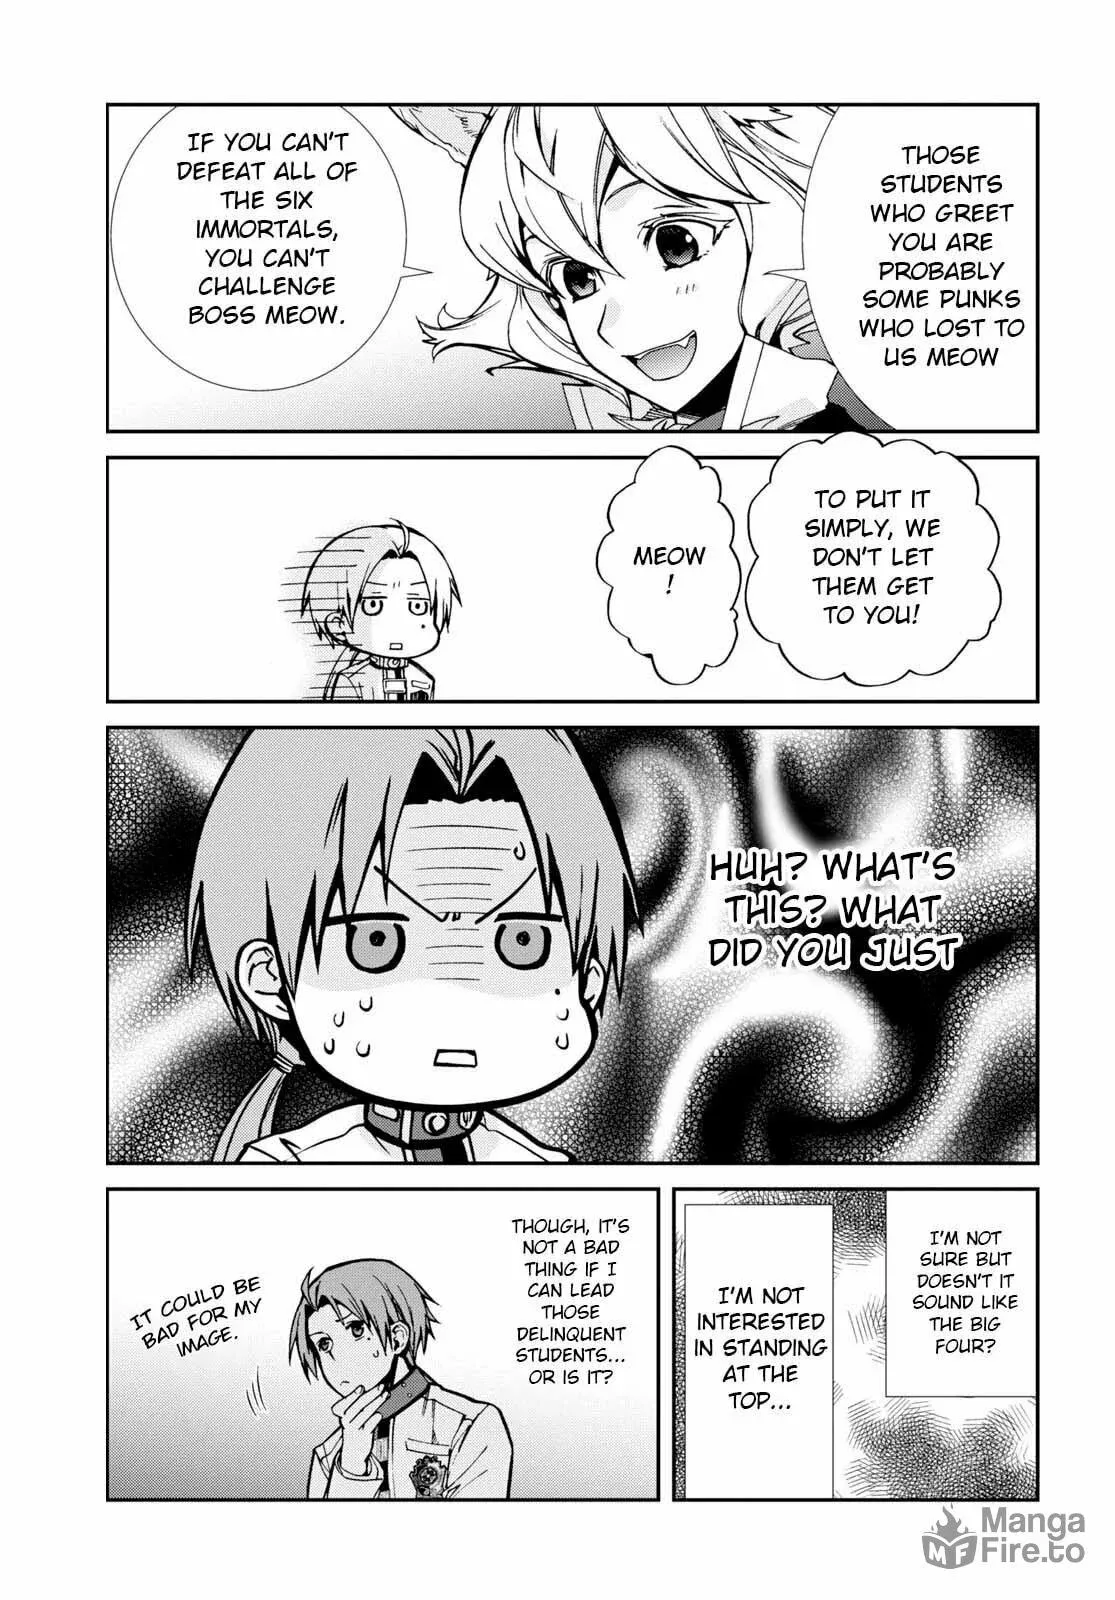 THOSE
STUDENTS
WHO GREET
YOU ARE
PROBABLY
SOME PUNKS
WHO LOST TO
US MEOW
IF YOU CAN'T
DEFEAT ALL OF
THE SIX
IMMORTALS,
YOU CAN'T
CHALLENGE
BOSS MEOW.
TO PUT IT
SIMPLY, WE
DON'T LET
THEM GET
TO YOU!
MEOW
!
HUH? WHAT'S
THIS? WHAT
DID YOU JUST
I'M NOT
SURE BUT
DOESN'T IT
SOUND LIKE
THE BIG
FOUR?
I'M NOT
INTERESTED
IN STANDING
AT THE
TOP...
THOUGH, IT'S
NOT A BAD
THING IF I
CAN LEAD
THOSE
DELINQUENT
STUDENTS...
OR IS IT?
IT COULD BE
BAD FOR MY
IMAGE.
MF Manga
Fire.to